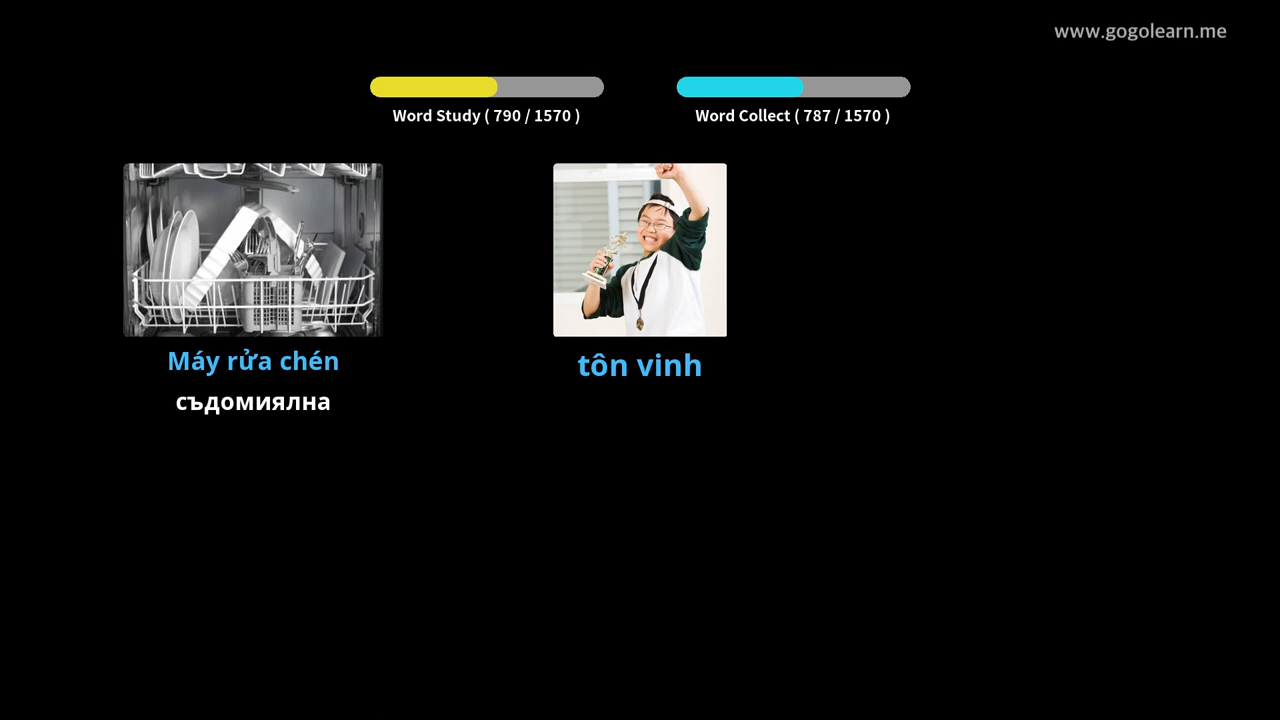 www.gogolearn.me
Word Study ( 790 / 1570 )
Word Collect ( 787 / 1570 )
Máy rửa chén
съдомиялна
tôn vinh